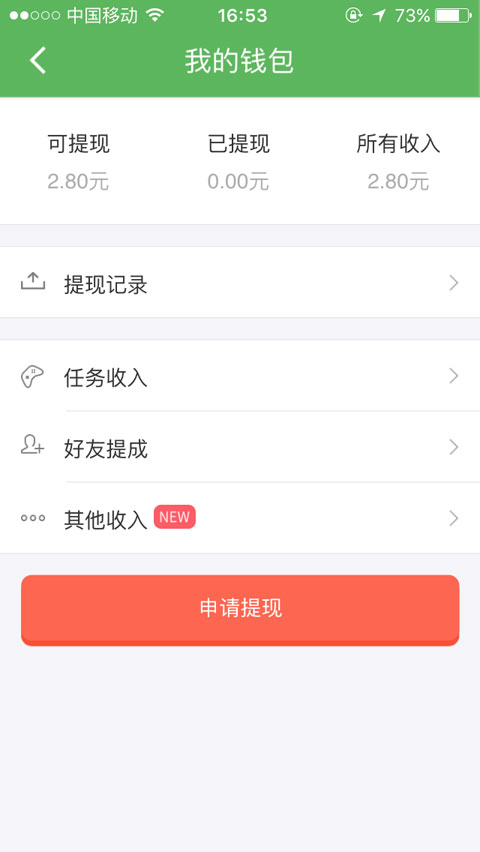 中国移动 16:53 73%
我的钱包
可提现 已提现 所有收入
2.80元 0.00元 2.80元
提现记录
任务收入
好友提成
其他收入 NEW
申请提现